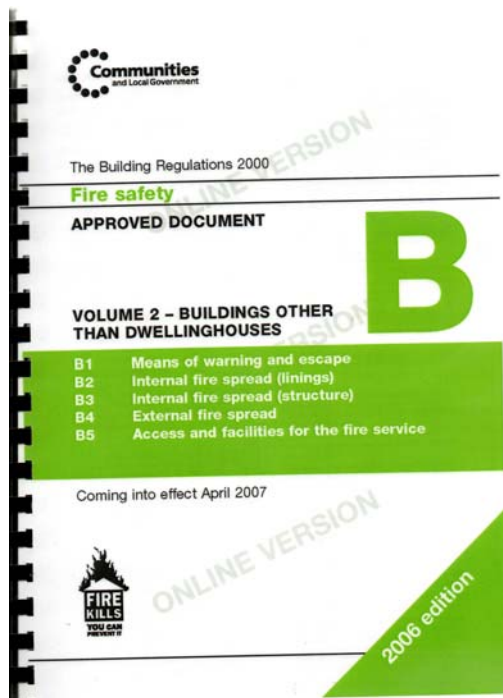 Communities
and Local Government
ONLINE VERSION
The Building Regulations 2000
Fire safety
APPROVED DOCUMENT
B
VOLUME 2 – BUILDINGS OTHER
THAN DWELLINGHOUSES
ONLINE VERSION
B1 Means of warning and escape
B2 Internal fire spread (linings)
B3 Internal fire spread (structure)
B4 External fire spread
B5 Access and facilities for the fire service
Coming into effect April 2007
ONLINE VERSION
FIRE
KILLS
YOU CAN
PREVENT IT
2006 edition